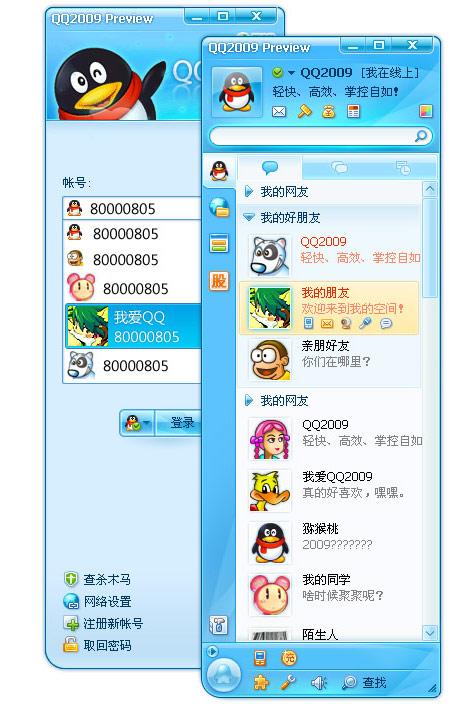 QQ2009 Preview
QQ
帐号:
80000805
80000805
80000805
80000805
我爱QQ
80000805
80000805
登录
查杀木马
网络设置
注册新帐号
取回密码
QQ2009 Preview
QQ2009 [我在线上]
轻快、高效、掌控自如!
股
我的网友
我的好朋友
QQ2009
轻快、高效、掌控自如
我的朋友
欢迎来到我的空间!
亲朋好友
你们在哪里?
我的网友
QQ2009
轻快、高效、掌控自如
我爱QQ2009
真的好喜欢,嘿嘿。
猕猴桃
2009???????
我的同学
啥时候聚聚呢?
陌生人
查找